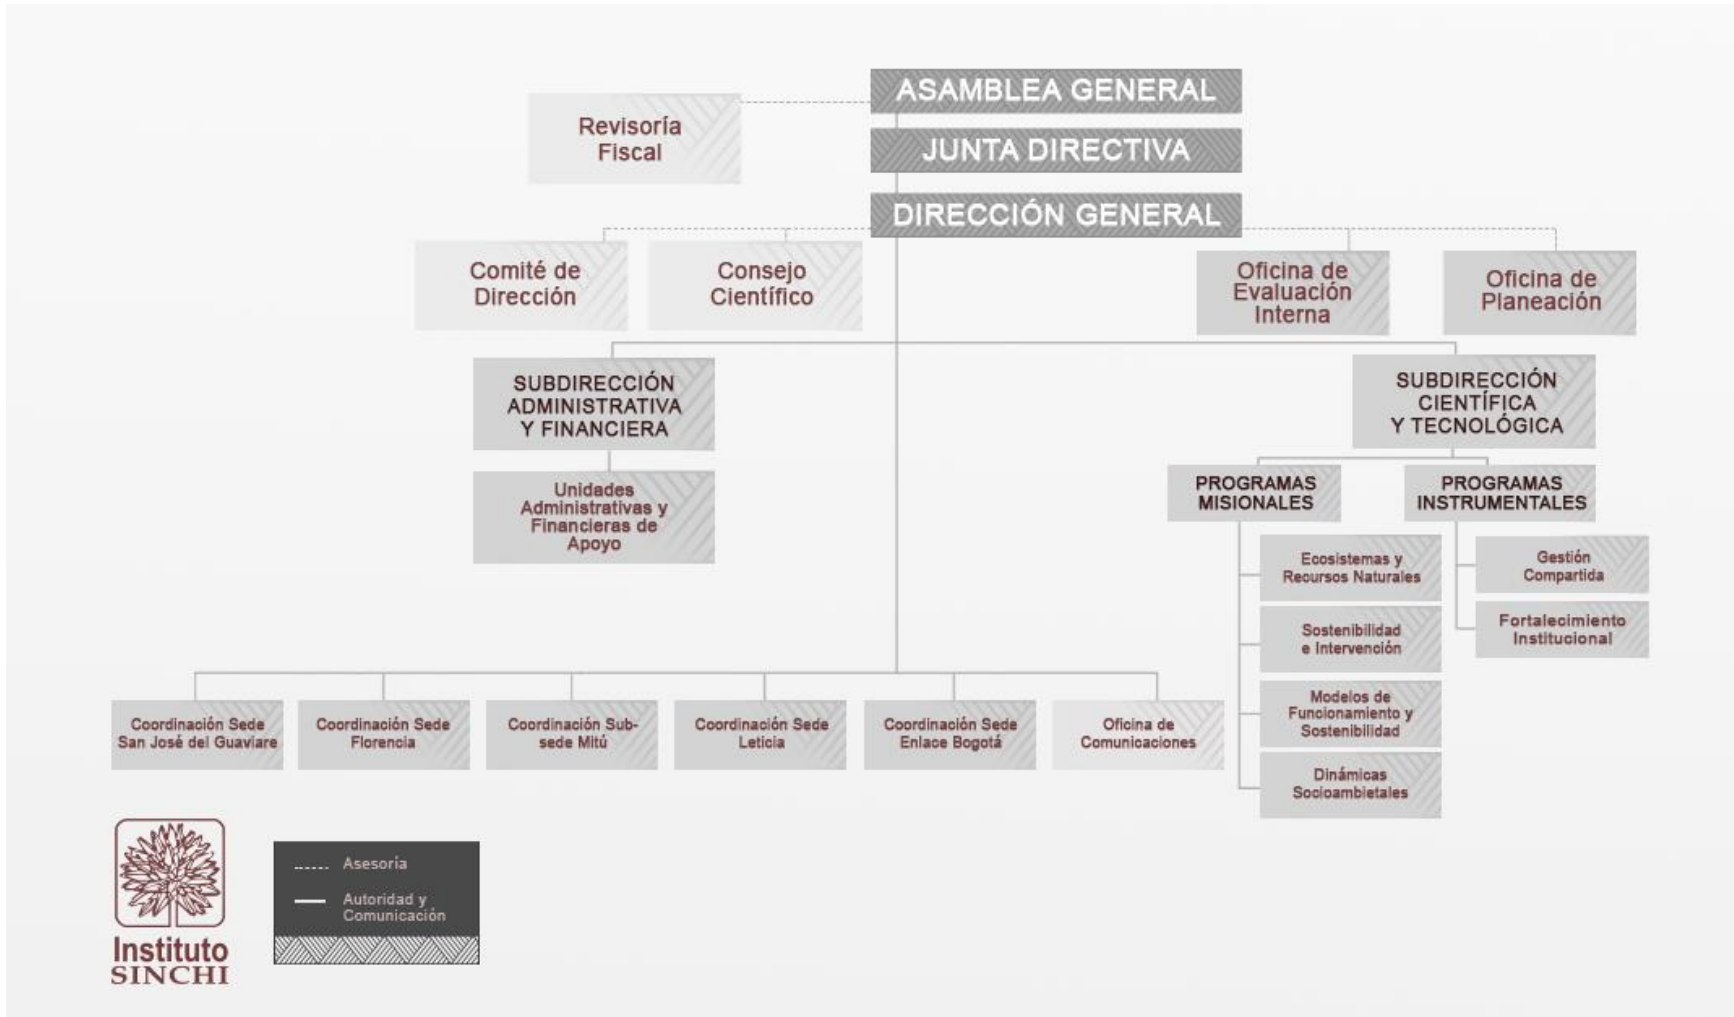 ASAMBLEA GENERAL
Revisoría
Fiscal
JUNTA DIRECTIVA
DIRECCIÓN GENERAL
Comité de
Dirección
Consejo
Científico
Oficina de
Evaluación
Interna
Oficina de
Planeación
SUBDIRECCIÓN
ADMINISTRATIVA
Y FINANCIERA
SUBDIRECCIÓN
CIENTÍFICA
Y TECNOLÓGICA
Unidades
Administrativas y
Financieras de
Apoyo
PROGRAMAS
MISIONALES
PROGRAMAS
INSTRUMENTALES
Ecosistemas y
Recursos Naturales
Gestión
Compartida
Sostenibilidad
e Intervención
Fortalecimiento
Institucional
Modelos de
Funcionamiento y
Sostenibilidad
Dinámicas
Socioambietales
Coordinación Sede
San José del Guaviare
Coordinación Sede
Florencia
Coordinación Sub-
sede Mitú
Coordinación Sede
Leticia
Coordinación Sede
Enlace Bogotá
Oficina de
Comunicaciones
Instituto
SINCHI
Asesoría
Autoridad y
Comunicación